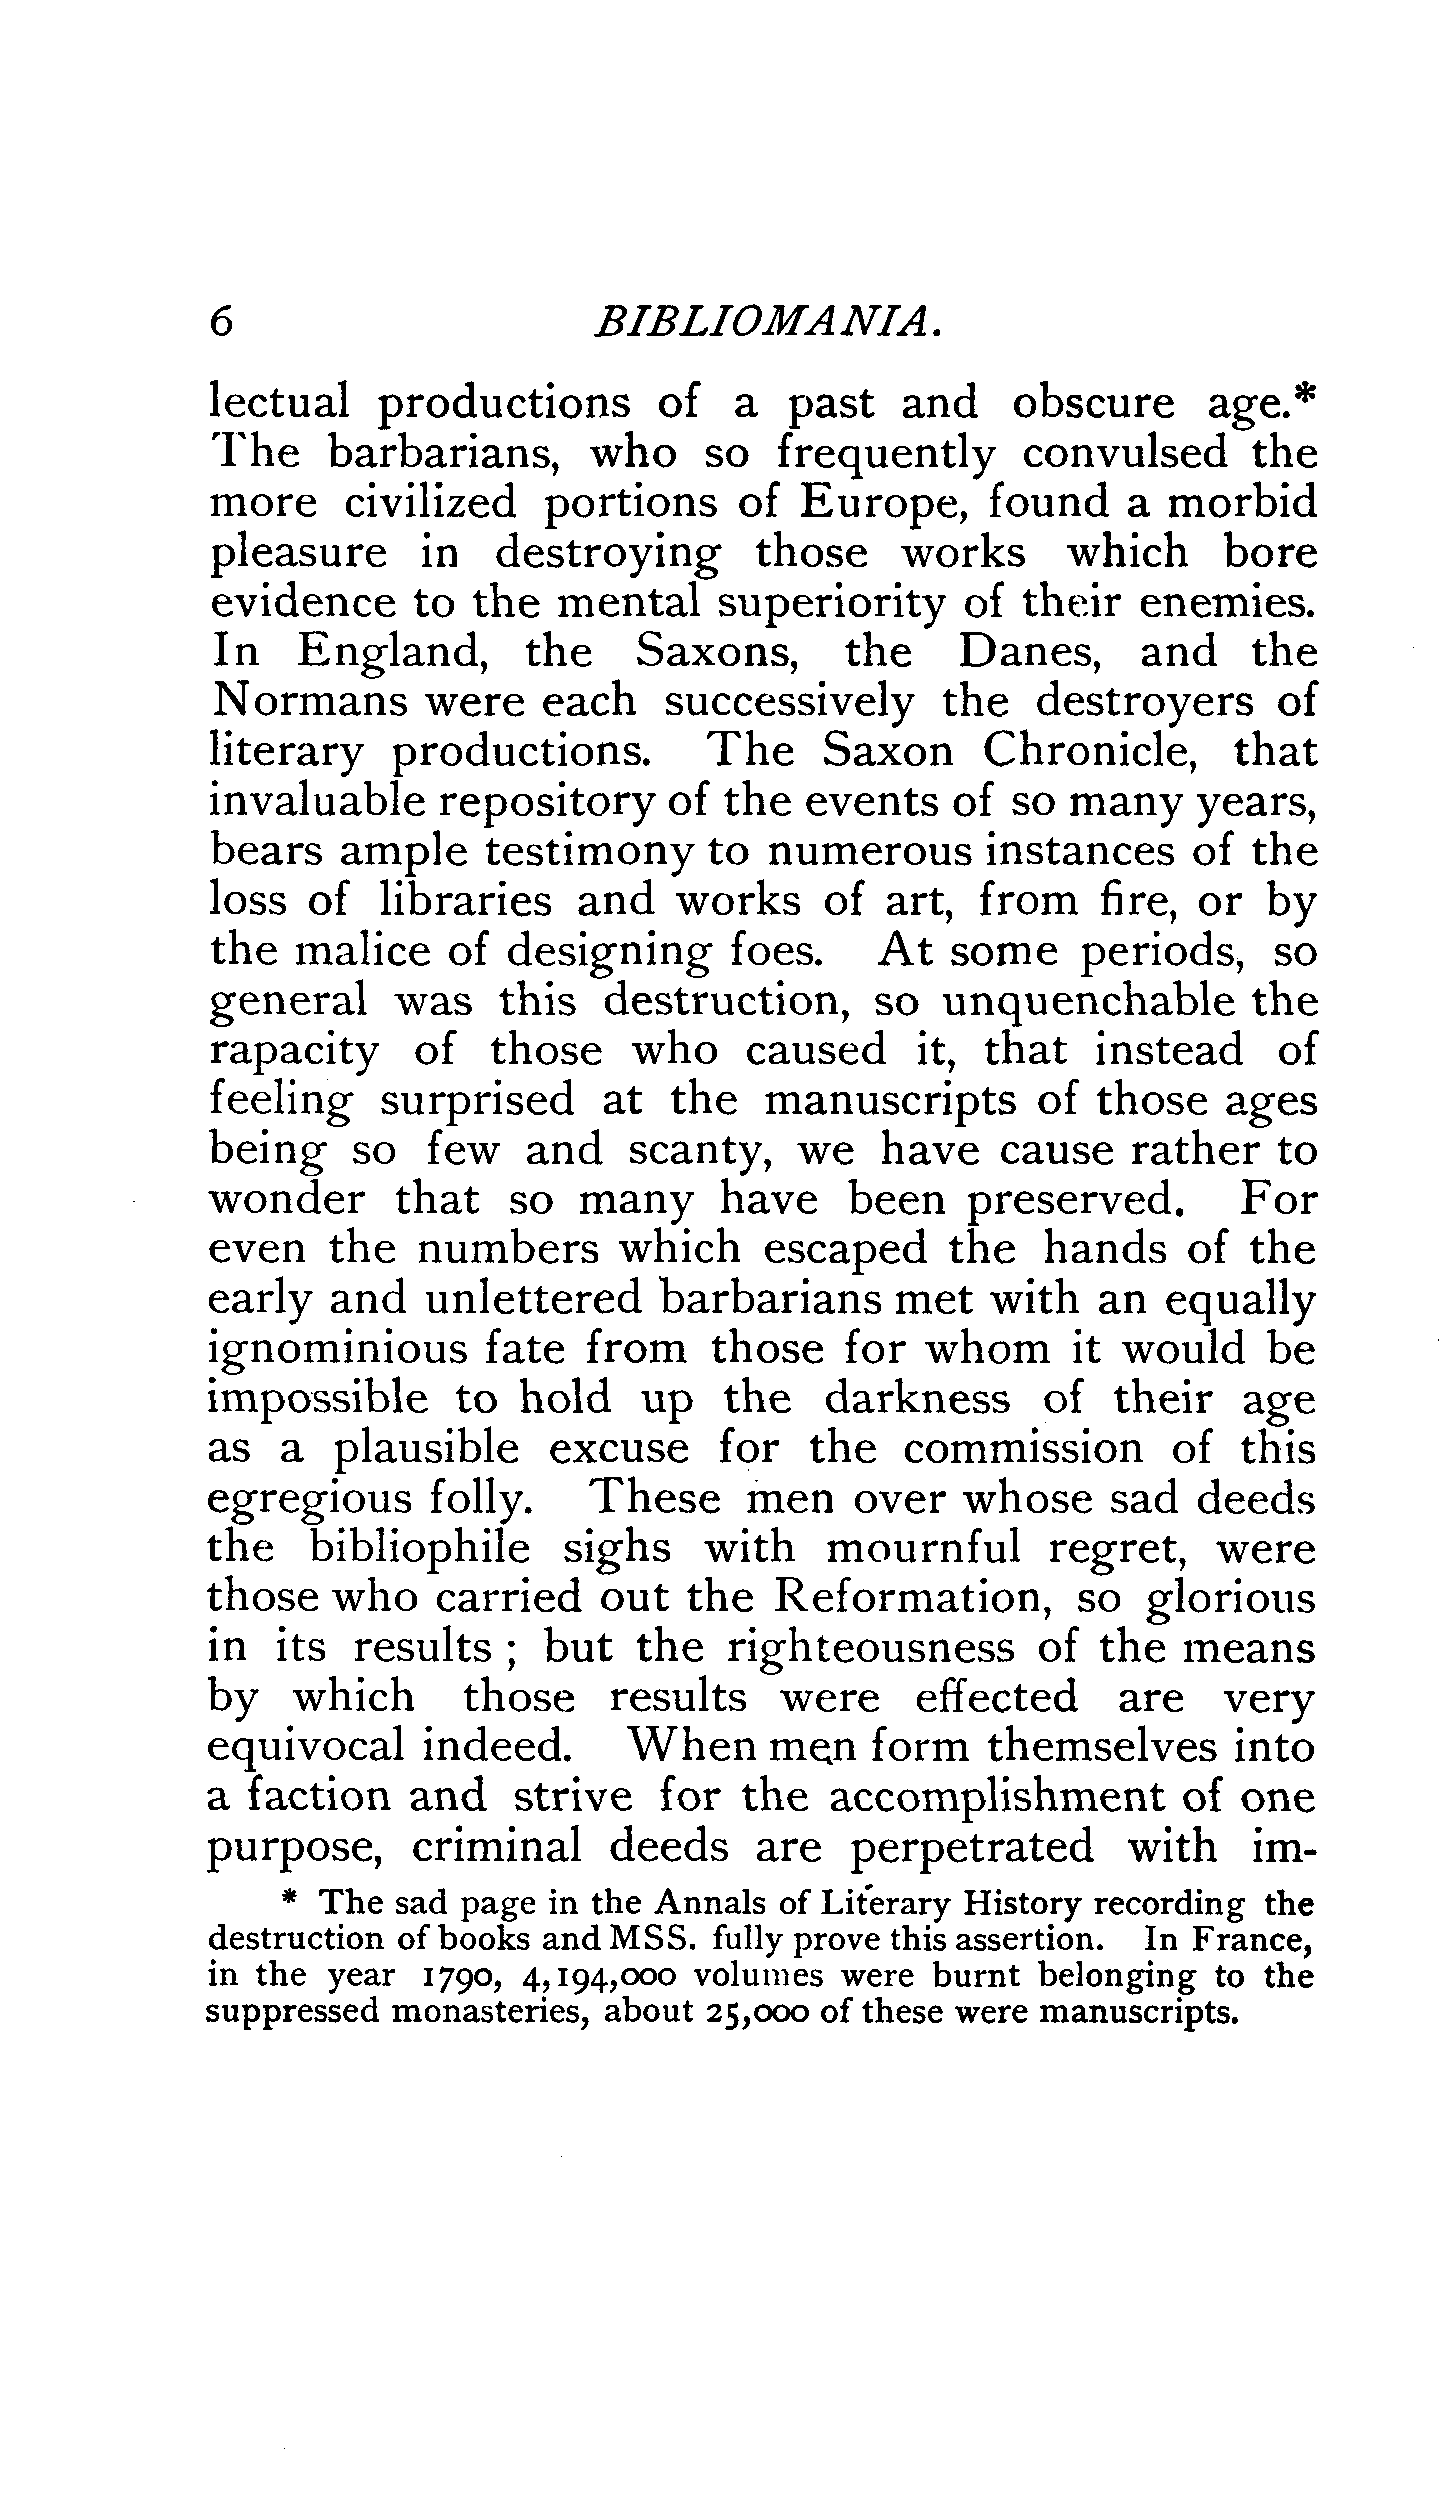 6 BIBLIOMANIA.
lectual productions of a past and obscure age.*
The barbarians, who so frequently convulsed the
more civilized portions of Europe, found a morbid
pleasure in destroying those works which bore
evidence to the mental superiority of their enemies.
In England, the Saxons, the Danes, and the
Normans were each successively the destroyers of
literary productions. The Saxon Chronicle, that
invaluable repository of the events of so many years,
bears ample testimony to numerous instances of the
loss of libraries and works of art, from fire, or by
the malice of designing foes. At some periods, so
general was this destruction, so unquenchable the
rapacity of those who caused it, that instead of
feeling surprised at the manuscripts of those ages
being so few and scanty, we have cause rather to
wonder that so many have been preserved. For
even the numbers which escaped the hands of the
early and unlettered barbarians met with an equally
ignominious fate from those for whom it would be
impossible to hold up the darkness of their age
as a plausible excuse for the commission of this
egregious folly. These men over whose sad deeds
the bibliophile sighs with mournful regret, were
those who carried out the Reformation, so glorious
in its results ; but the righteousness of the means
by which those results were effected are very
equivocal indeed. When men form themselves into
a faction and strive for the accomplishment of one
purpose, criminal deeds are perpetrated with im-
* The sad page in the Annals of Literary History recording the
destruction of books and MSS. fully prove this assertion. In France,
in the year 1790, 4,194,000 volumes were burnt belonging to the
suppressed monasteries, about 25,000 of these were manuscripts.